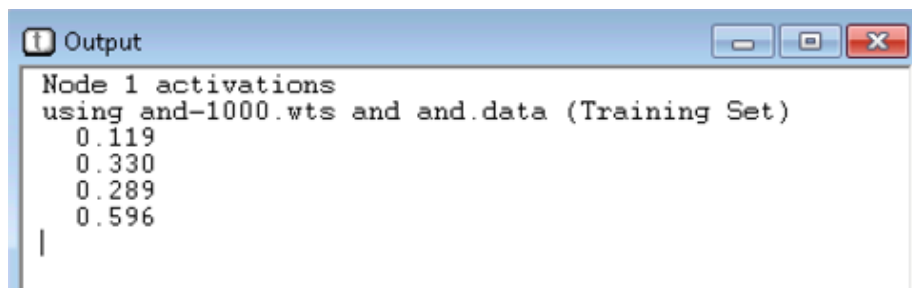 Output
Node 1 activations
using and-1000.wts and and.data (Training Set)
0.119
0.330
0.289
0.596